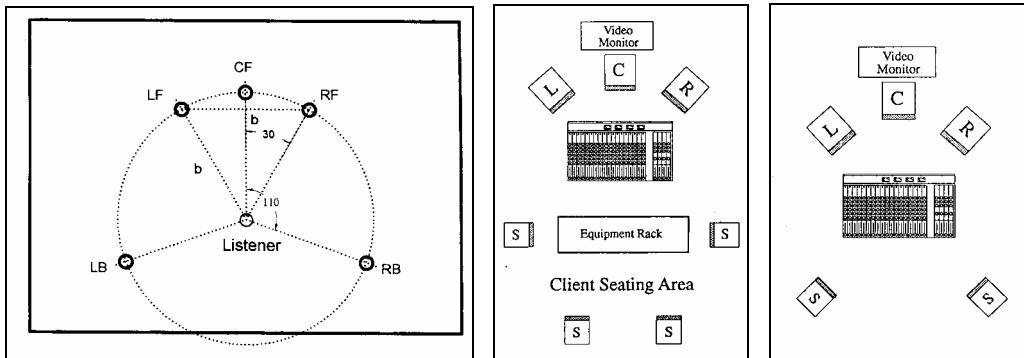 CF
LF
RF
b
30
b
110
Listener
LB
RB
Video
Monitor
C
L
R
S
Equipment Rack
S
Client Seating Area
S
S
Video
Monitor
C
L
R
S
S